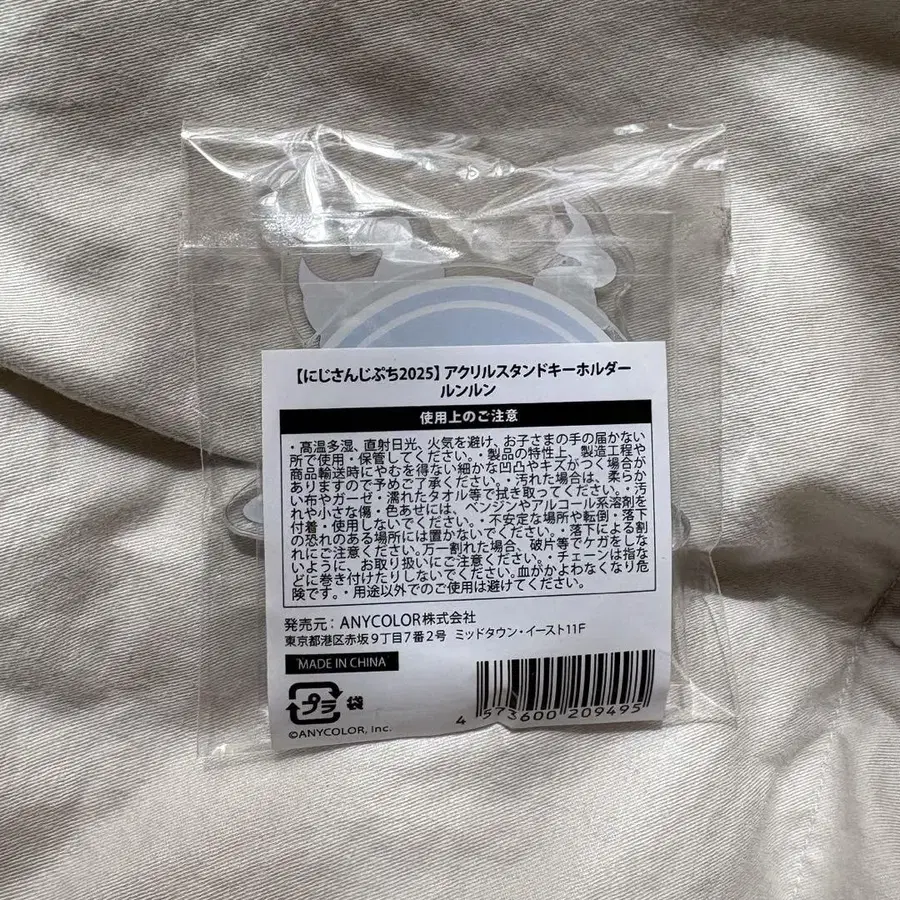 【にじさんじぷち2025】アクリルスタンドキーホルダー
ルンルン
使用上のご注意
・高温多湿、直射日光、火気を避け、お子さまの手の届かない
所で使用・保管してください。・製品の特性上、製造工程や
商品輸送時にやむを得ない細かな凹凸やキズがつく場合が
ありますので予めご了承ください。・汚れた場合は、柔らか
い布やガーゼ・濡れたタオル等で拭き取ってください。・汚
れや小さな傷・色あせには、ベンジンやアルコール系溶剤を
付着・使用しないでください。・不安定な場所や転倒・落下
の恐れのある場所には置かないでください。・落下による割
れにご注意ください。万一割れた場合、破片等でケガをしな
いように、お取り扱いにご注意ください。・チェーンは指な
どに巻き付けたりしないでください。血がかよわなくなり危
険です。・用途以外でのご使用は避けてください。
発売元：ANYCOLOR株式会社
東京都港区赤坂９丁目７番２号 ミッドタウン・イースト11F
MADE IN CHINA
プラ 袋
©ANYCOLOR, Inc.
4 573600 209495